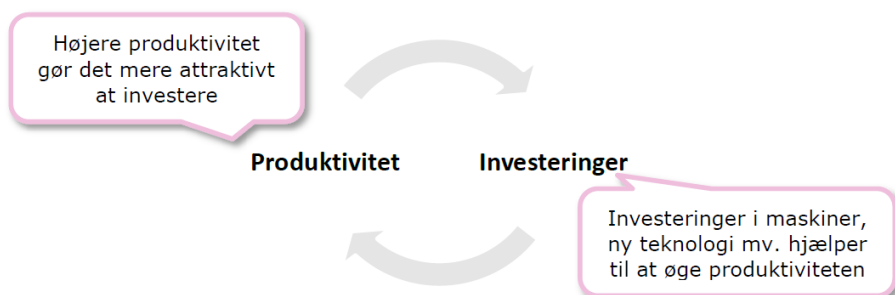 Højere produktivitet
gør det mere attraktivt
at investere
Produktivitet
Investeringer
Investeringer i maskiner,
ny teknologi mv. hjælper
til at øge produktiviteten